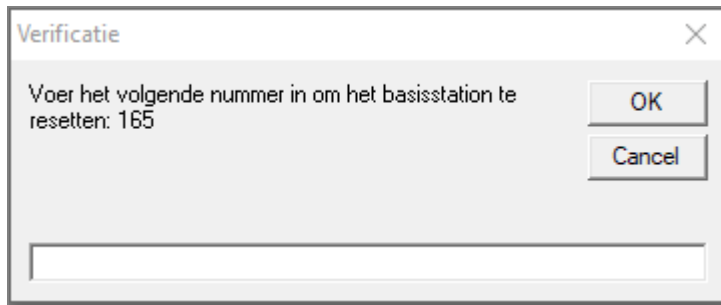 Verificatie
Voer het volgende nummer in om het basisstation te
resetten: 165
OK
Cancel